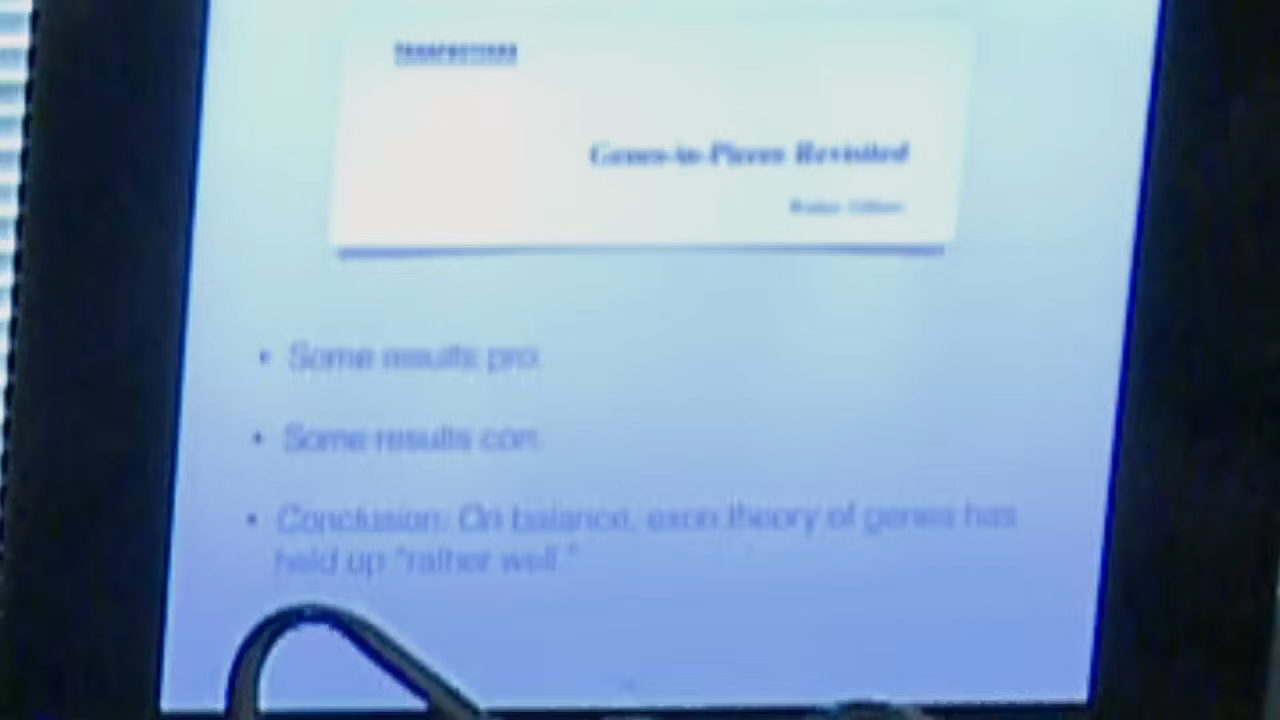 Genes-in-Pieces Revisited
• Some results pro:
• Some results con:
• Conclusion: On balance, exon theory of genes has
held up "rather well."